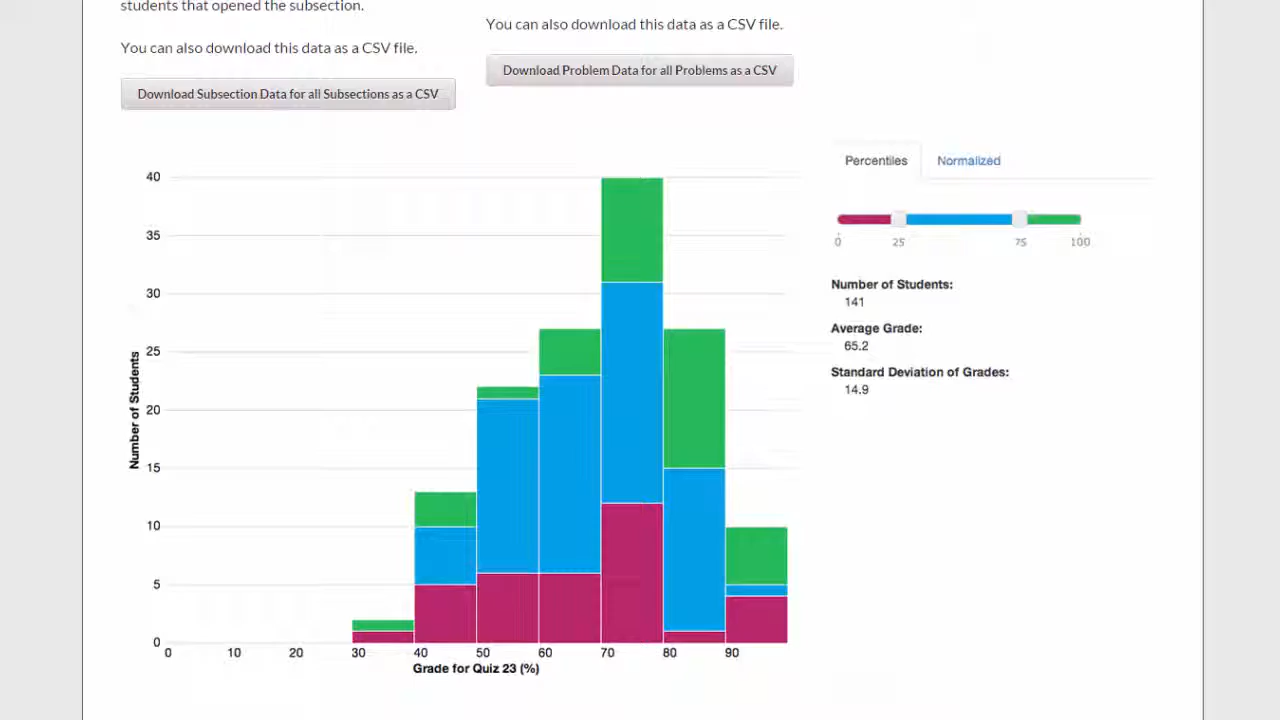 students that opened the subsection.
You can also download this data as a CSV file.
Download Subsection Data for all Subsections as a CSV
You can also download this data as a CSV file.
Download Problem Data for all Problems as a CSV
40
35
30
25
20
15
10
5
0
Number of Students
0 10 20 30 40 50 60 70 80 90
Grade for Quiz 23 (%)
Percentiles Normalized
0 25 75 100
Number of Students:
141
Average Grade:
65.2
Standard Deviation of Grades:
14.9